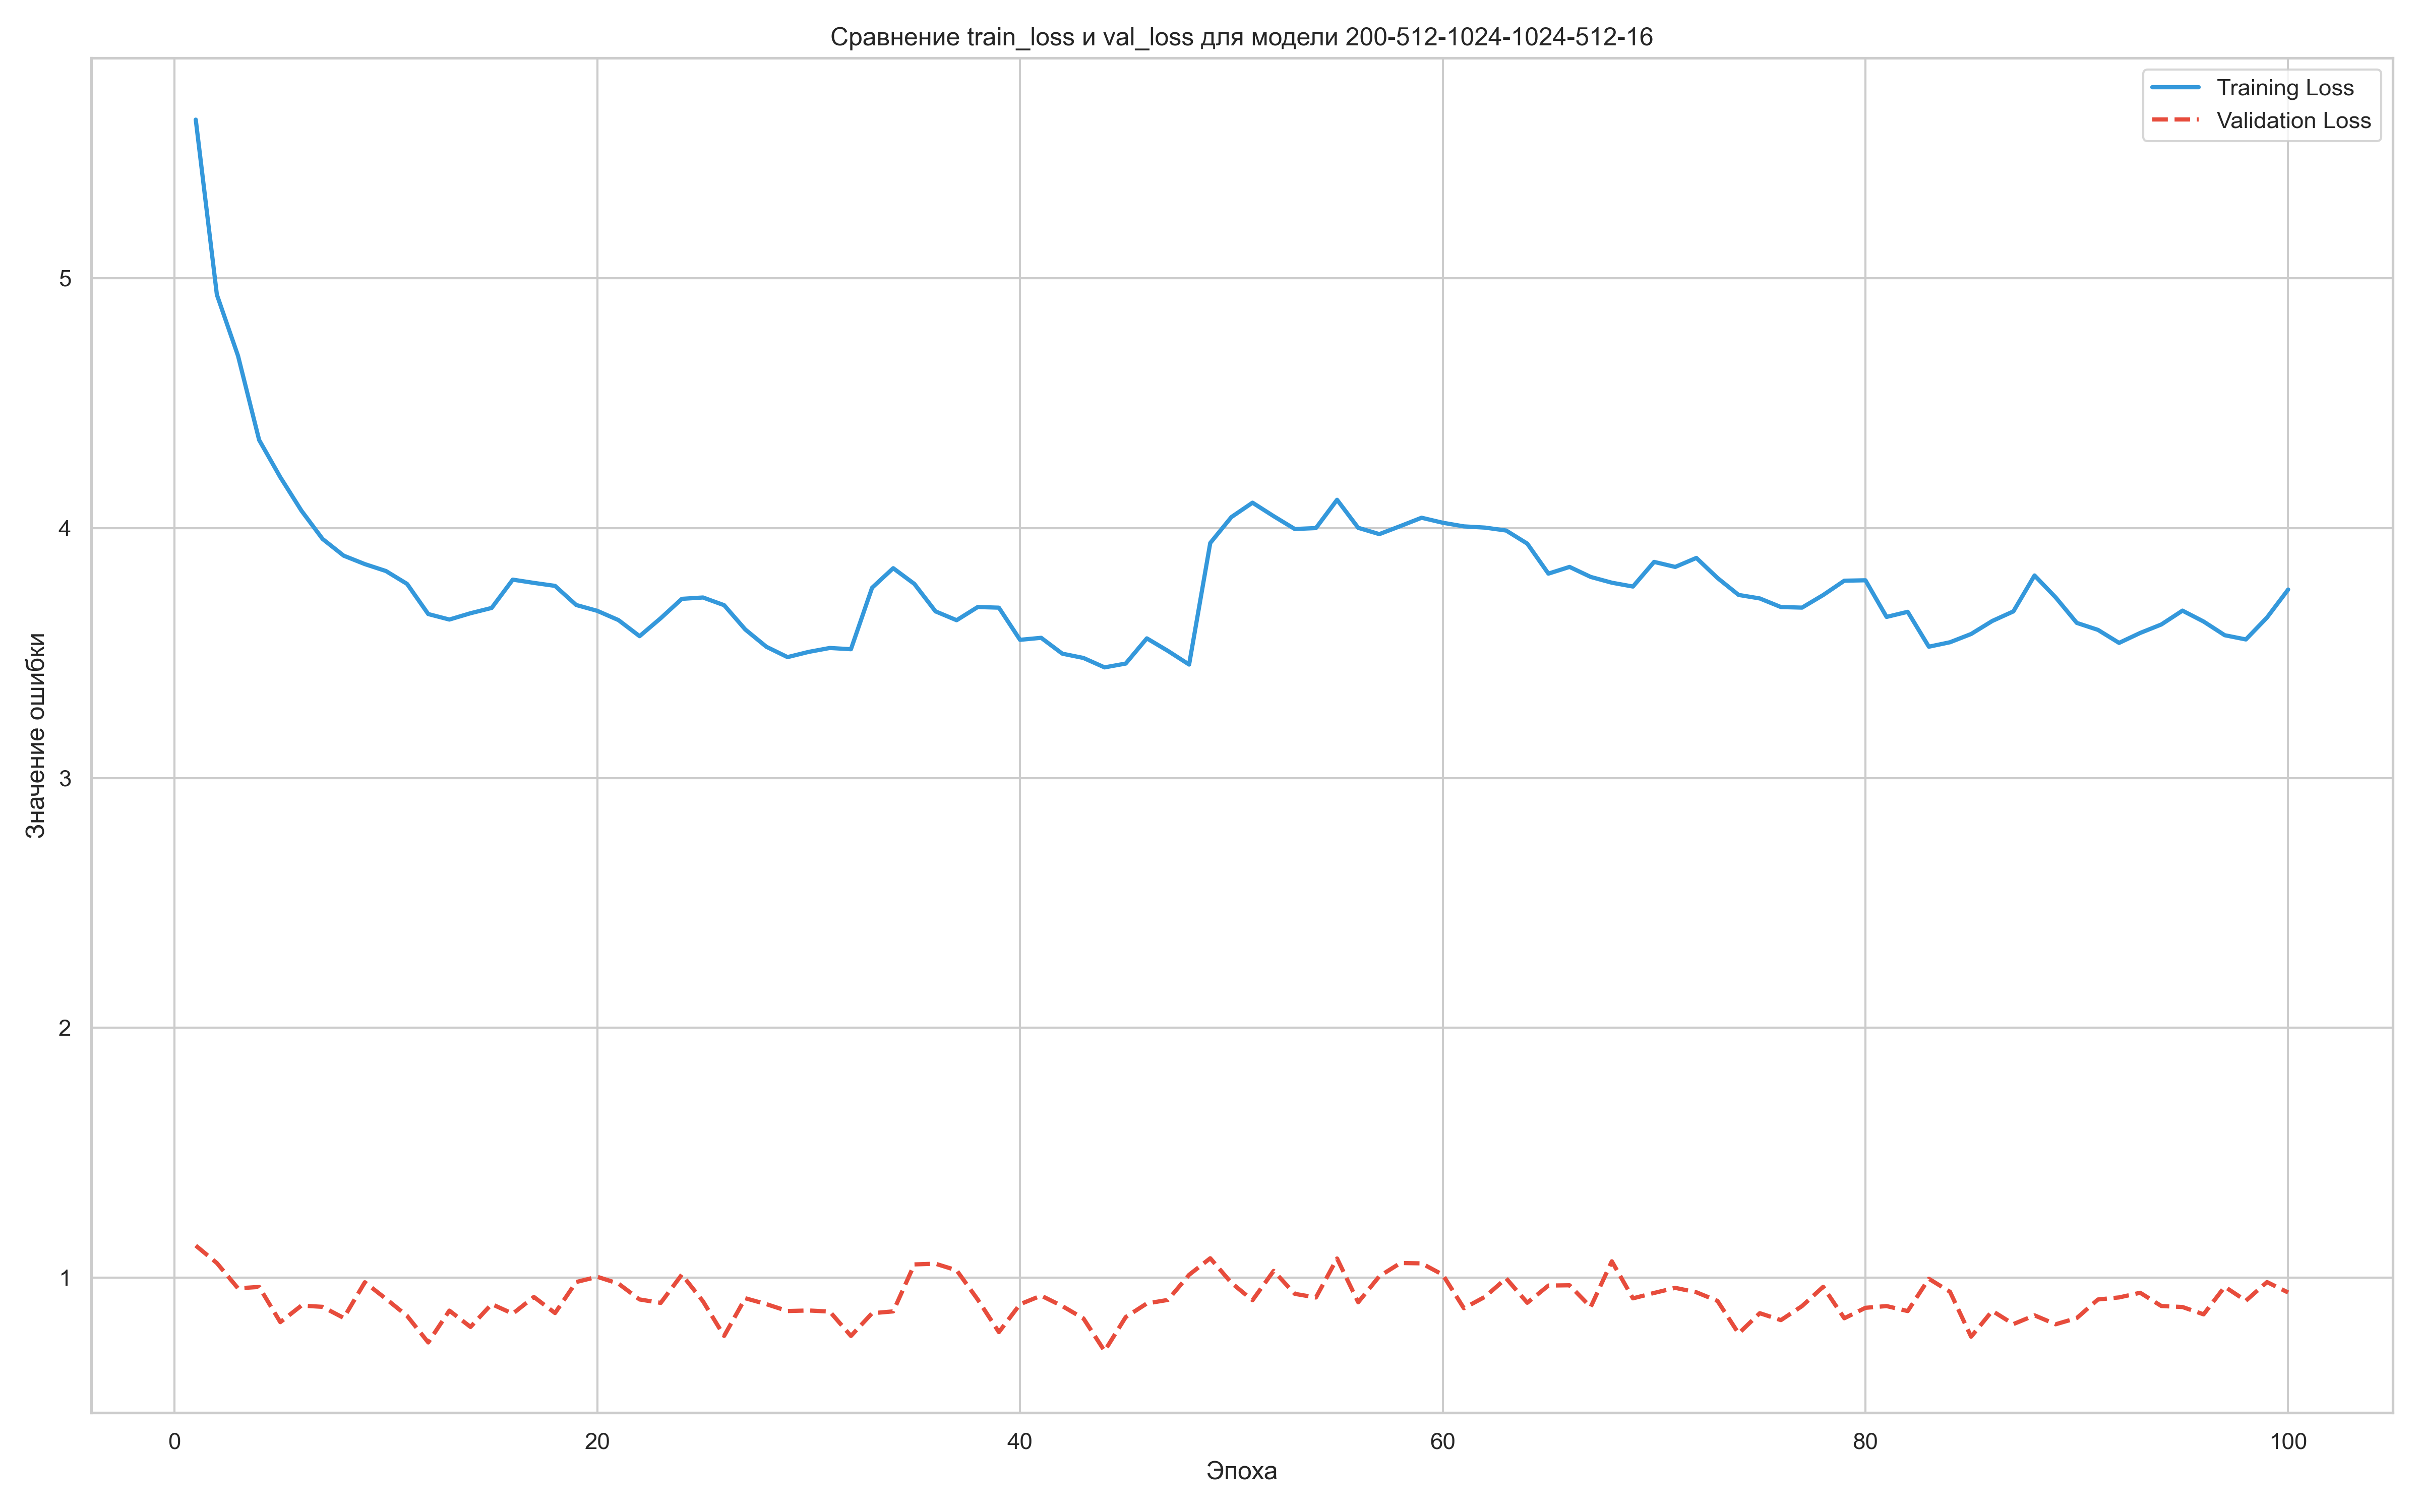 Сравнение train_loss и val_loss для модели 200-512-1024-1024-512-16
Training Loss
Validation Loss
5
4
3
2
1
Значение ошибки
0 20 40 60 80 100
Эпоха